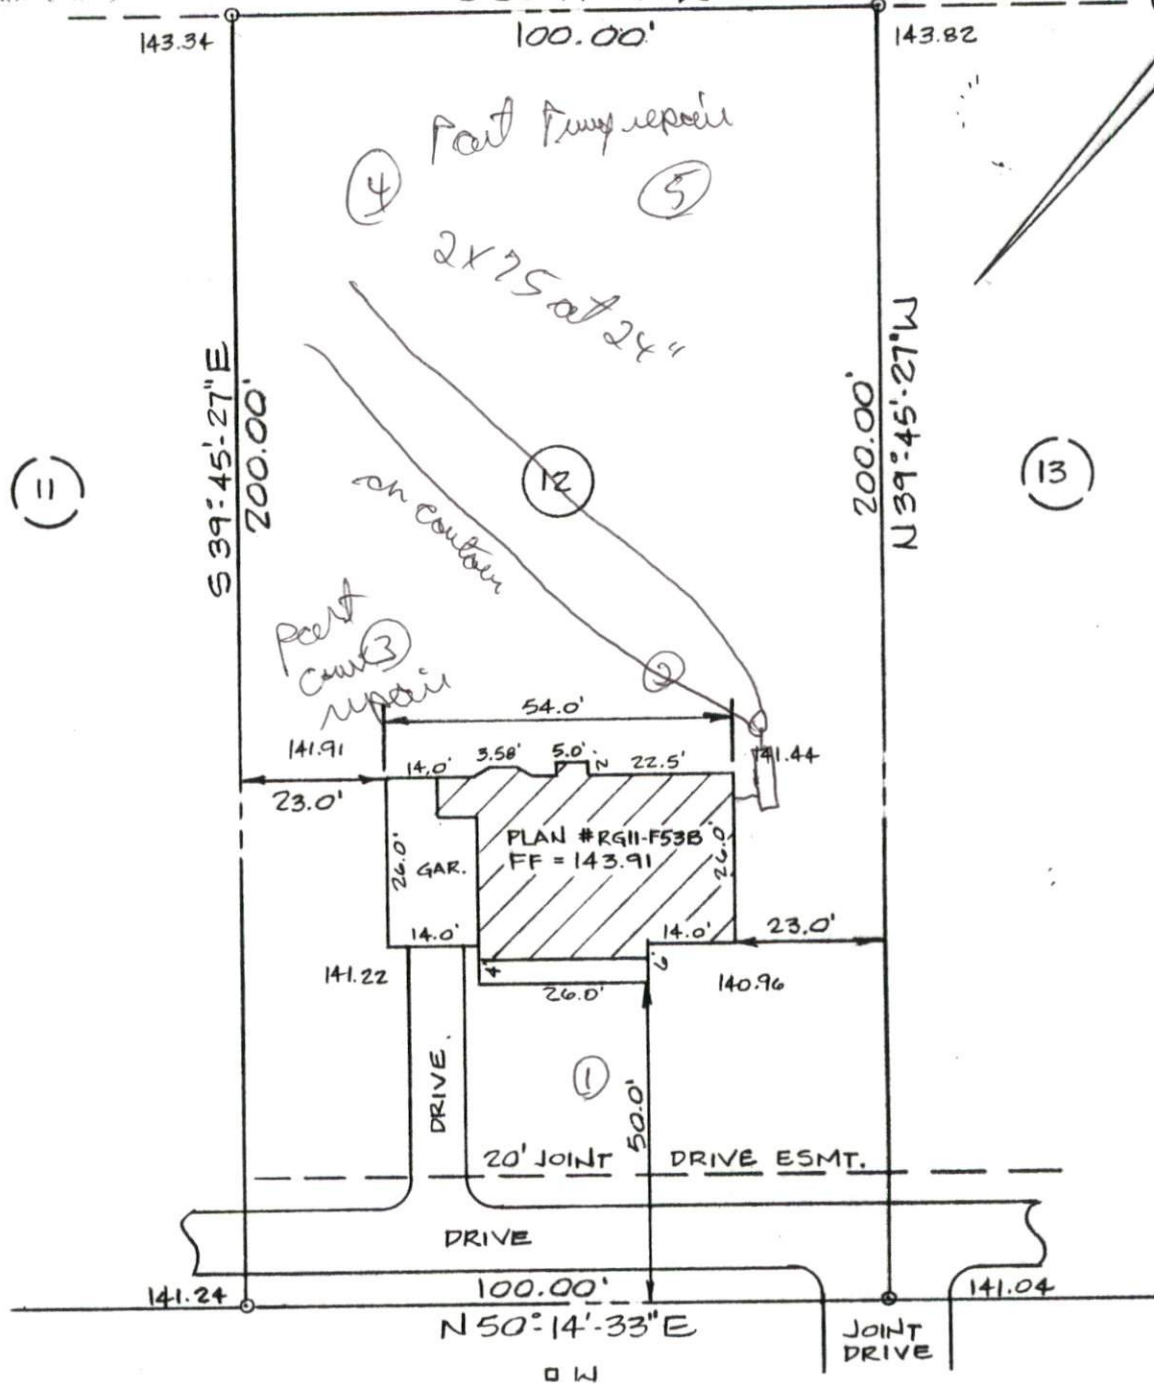 143.34
100.00'
143.82
Part Temp repair
4
5
2x75 at 24"
S 39°-45'-27" E
200.00'
200.00'
N 39°-45'-27" W
11
12
13
on contour
part
3
repair
2
54.0'
141.91
14.0'
3.58'
5.0'
2'
22.5'
141.44
23.0'
PLAN #RG11-F53B
FF = 143.91
26.0'
GAR.
26.0'
14.0'
14.0'
23.0'
141.22
4'
6'
26.0'
140.96
1
DRIVE.
50.0'
20' JOINT DRIVE ESMT.
DRIVE
141.24
100.00'
141.04
N 50°-14'-33" E
JOINT
DRIVE
W